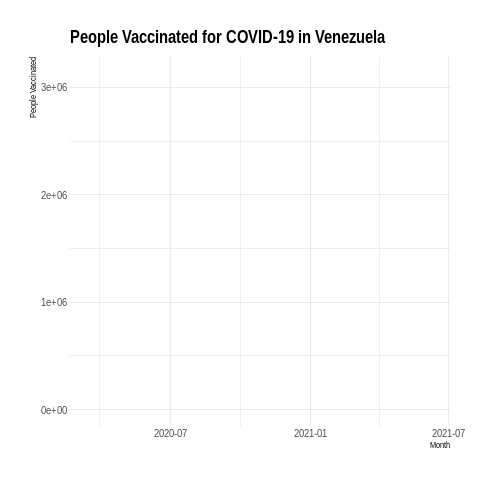 People Vaccinated for COVID-19 in Venezuela
People Vaccinated
3e+06
2e+06
1e+06
0e+00
2020-07
2021-01
2021-07
Month